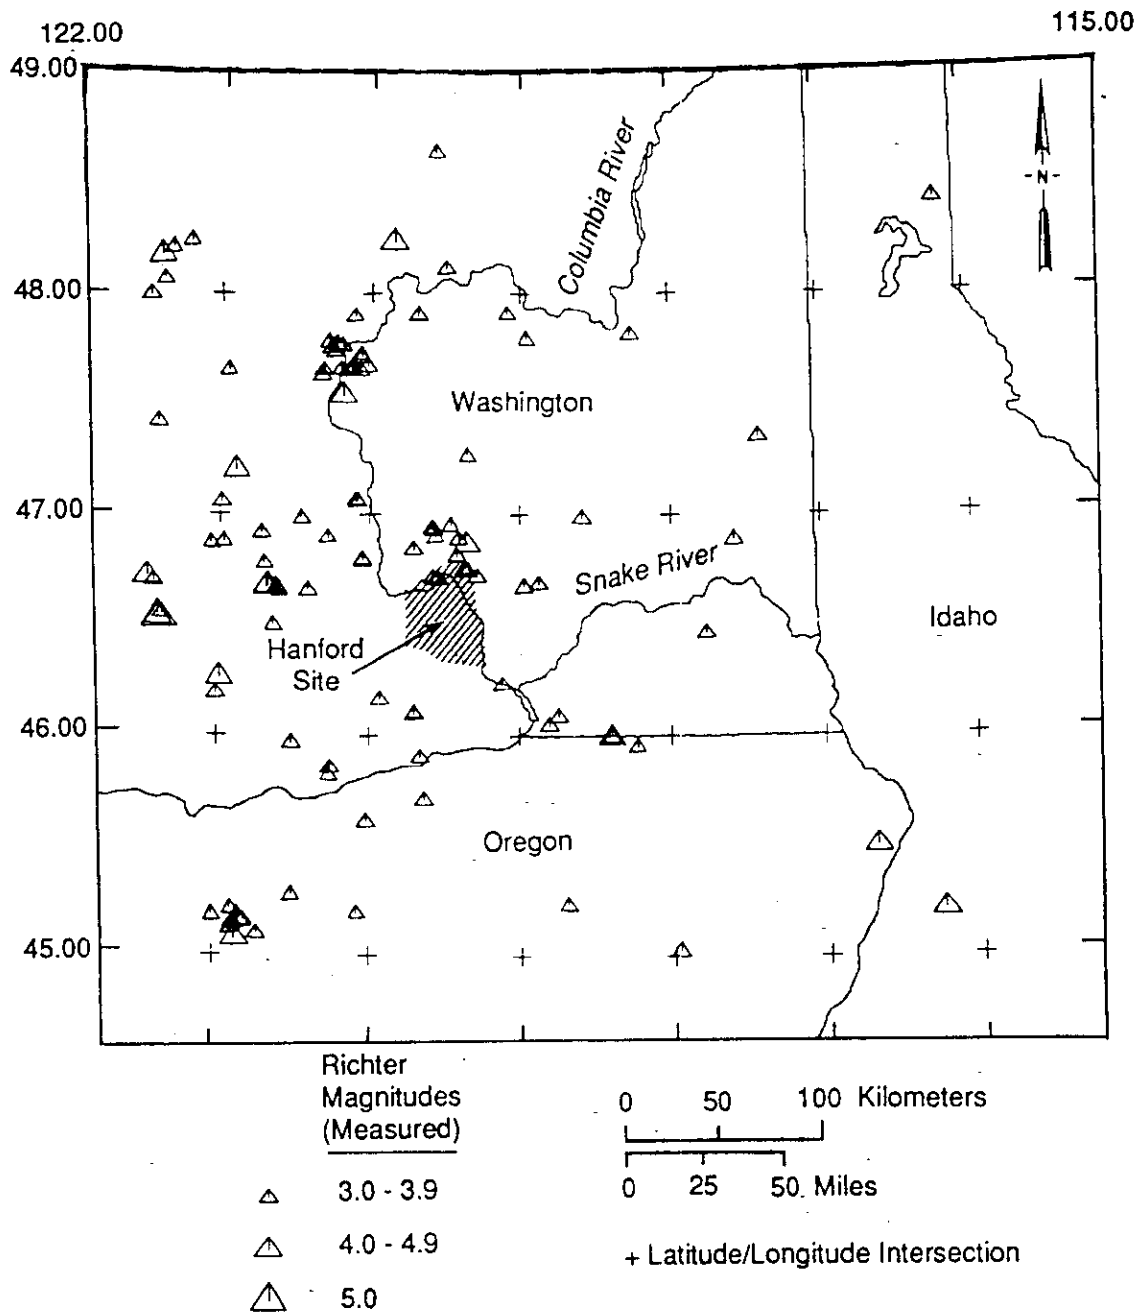 122.00
115.00
49.00
Columbia River
N
48.00
Washington
47.00
Snake River
Idaho
Hanford
Site
46.00
Oregon
45.00
Richter
Magnitudes
(Measured)
3.0 - 3.9
4.0 - 4.9
5.0
0 50 100 Kilometers
0 25 50 Miles
+ Latitude/Longitude Intersection